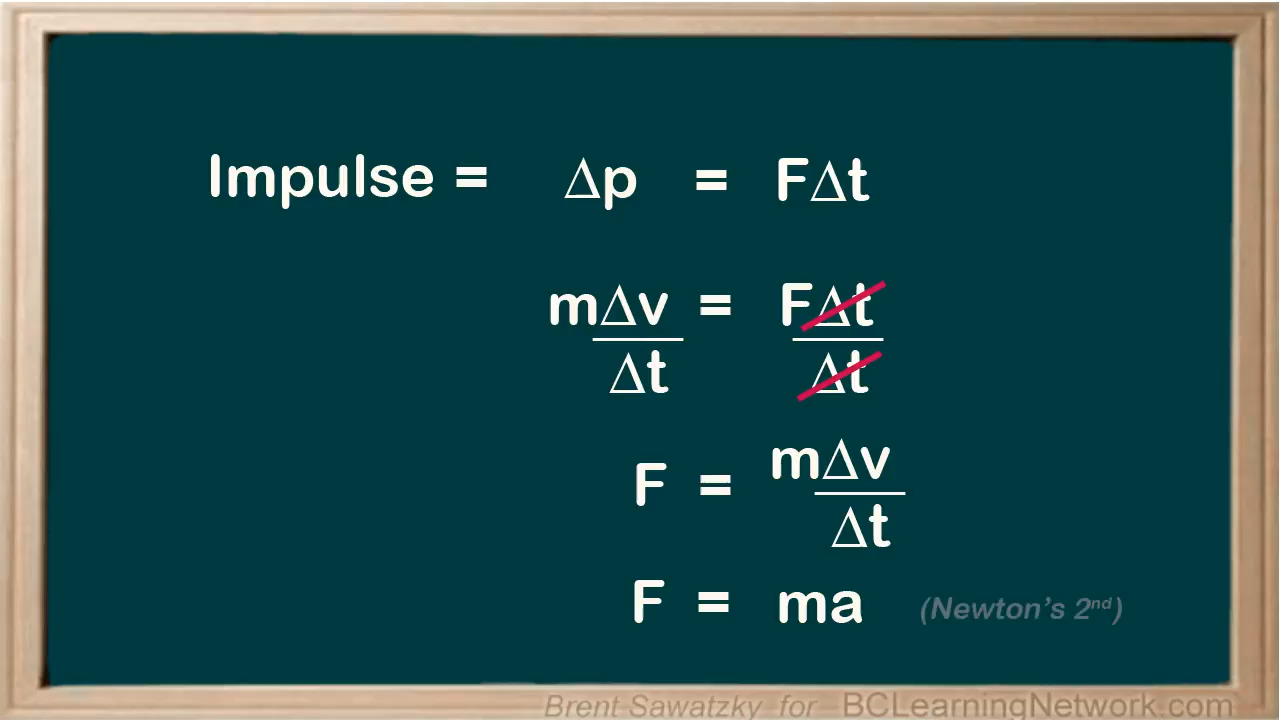 Impulse = Δp = FΔt
mΔv = FΔt
Δt Δt
F = mΔv
Δt
F = ma (Newton's 2nd)
Brent Sawatzky for BCLearningNetwork.com